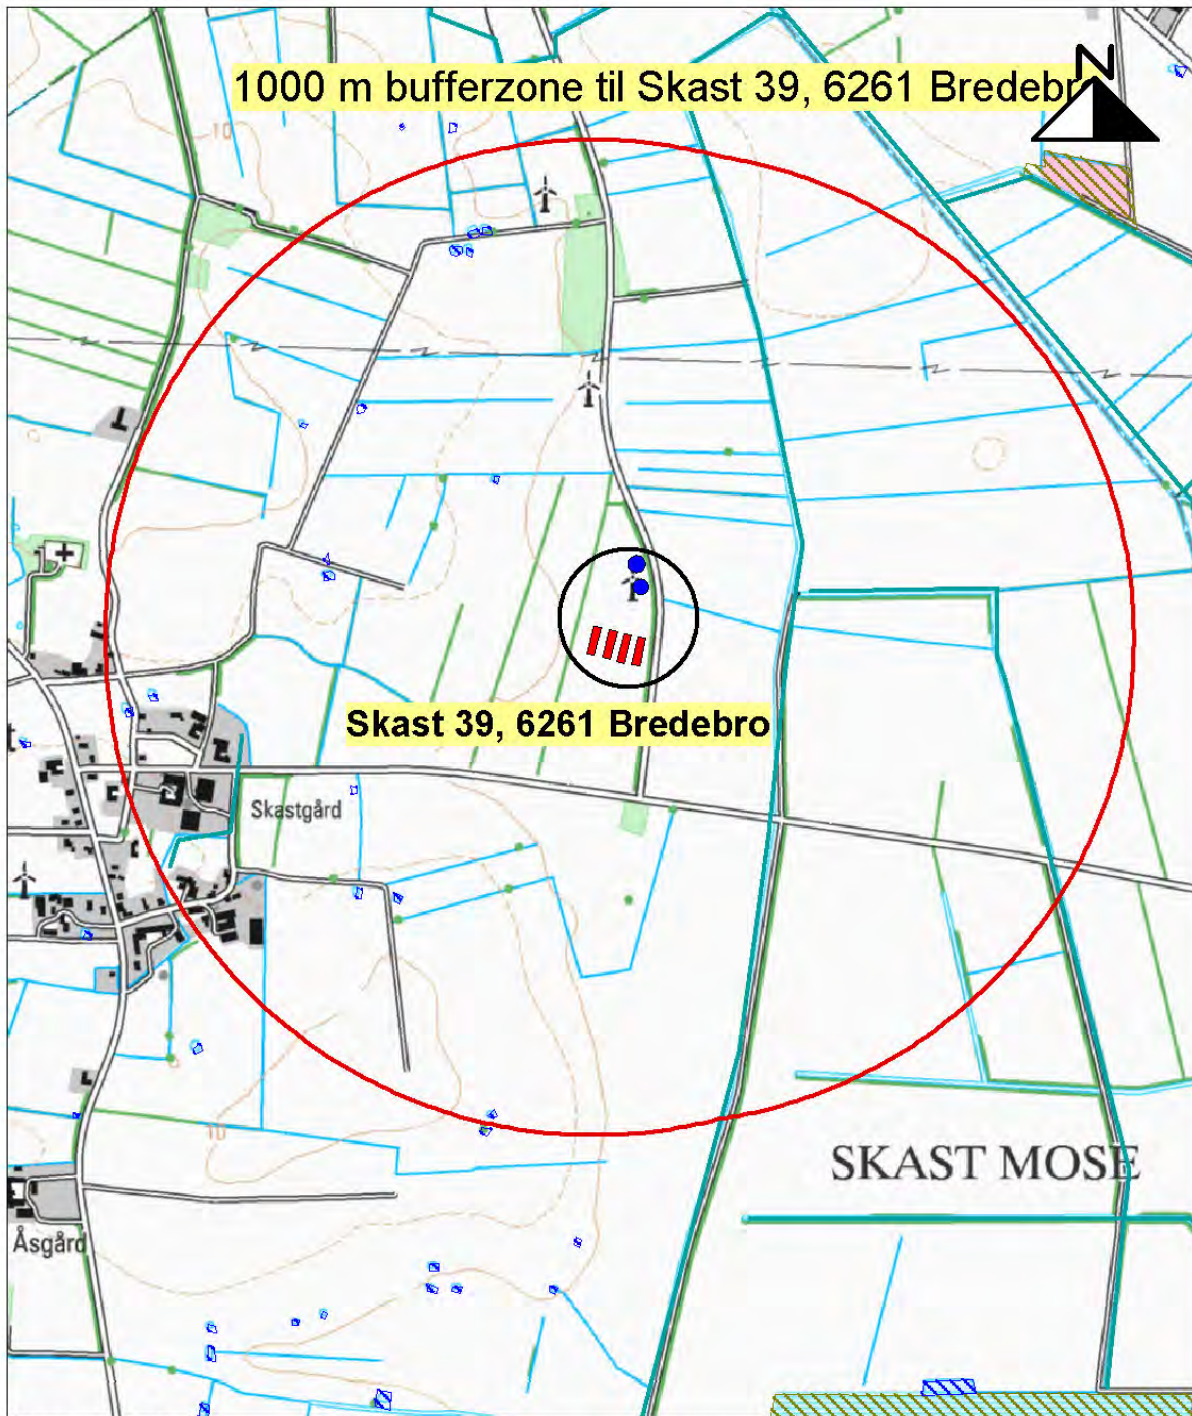 1000 m bufferzone til Skast 39, 6261 Bredebro
N
10
Skast 39, 6261 Bredebro
t
Skastgård
10
SKAST MOSE
Åsgård